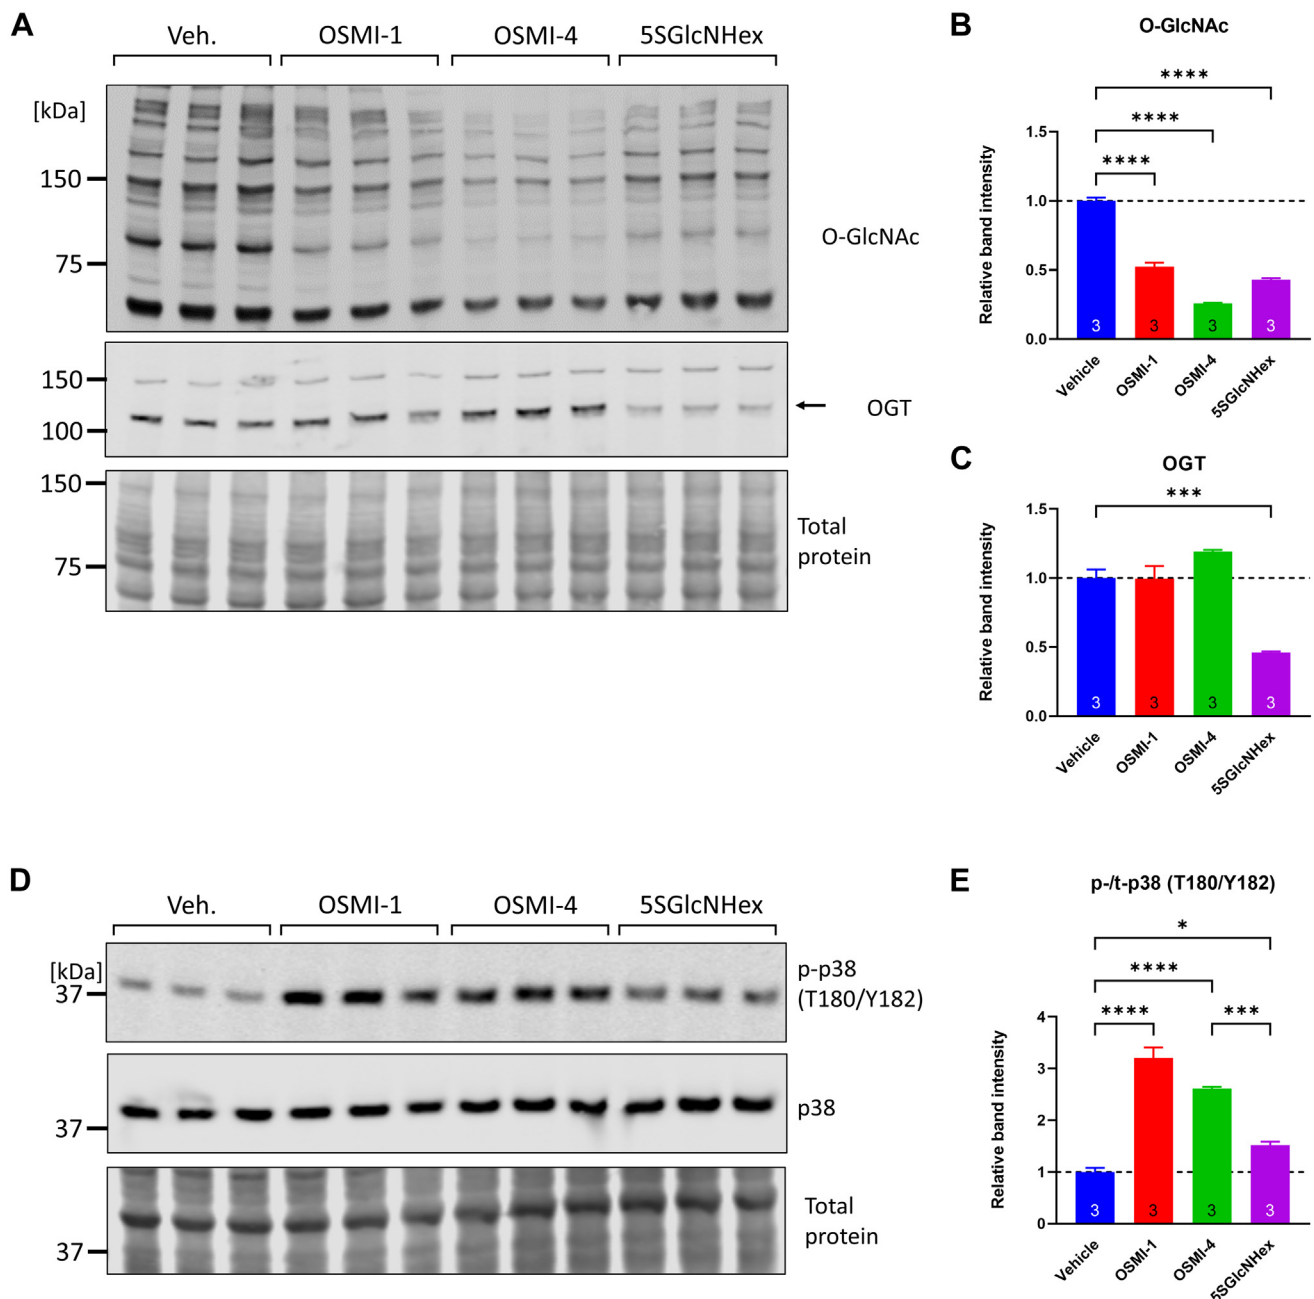 A
Veh. OSMI-1 OSMI-4 5SGlcNHex
[kDa]
150
75
O-GlcNAc
150
100
OGT
150
75
Total
protein
B
O-GlcNAc
****
****
****
Relative band intensity
1.5
1.0
0.5
0.0
3 3 3 3
Vehicle OSMI-1 OSMI-4 5SGlcNHex
C
OGT
***
Relative band intensity
1.5
1.0
0.5
0.0
3 3 3 3
Vehicle OSMI-1 OSMI-4 5SGlcNHex
D
Veh. OSMI-1 OSMI-4 5SGlcNHex
[kDa]
37
p-p38
(T180/Y182)
37
p38
37
Total
protein
E
p-/t-p38 (T180/Y182)
*
****
**** ***
Relative band intensity
4
3
2
1
0
3 3 3 3
Vehicle OSMI-1 OSMI-4 5SGlcNHex